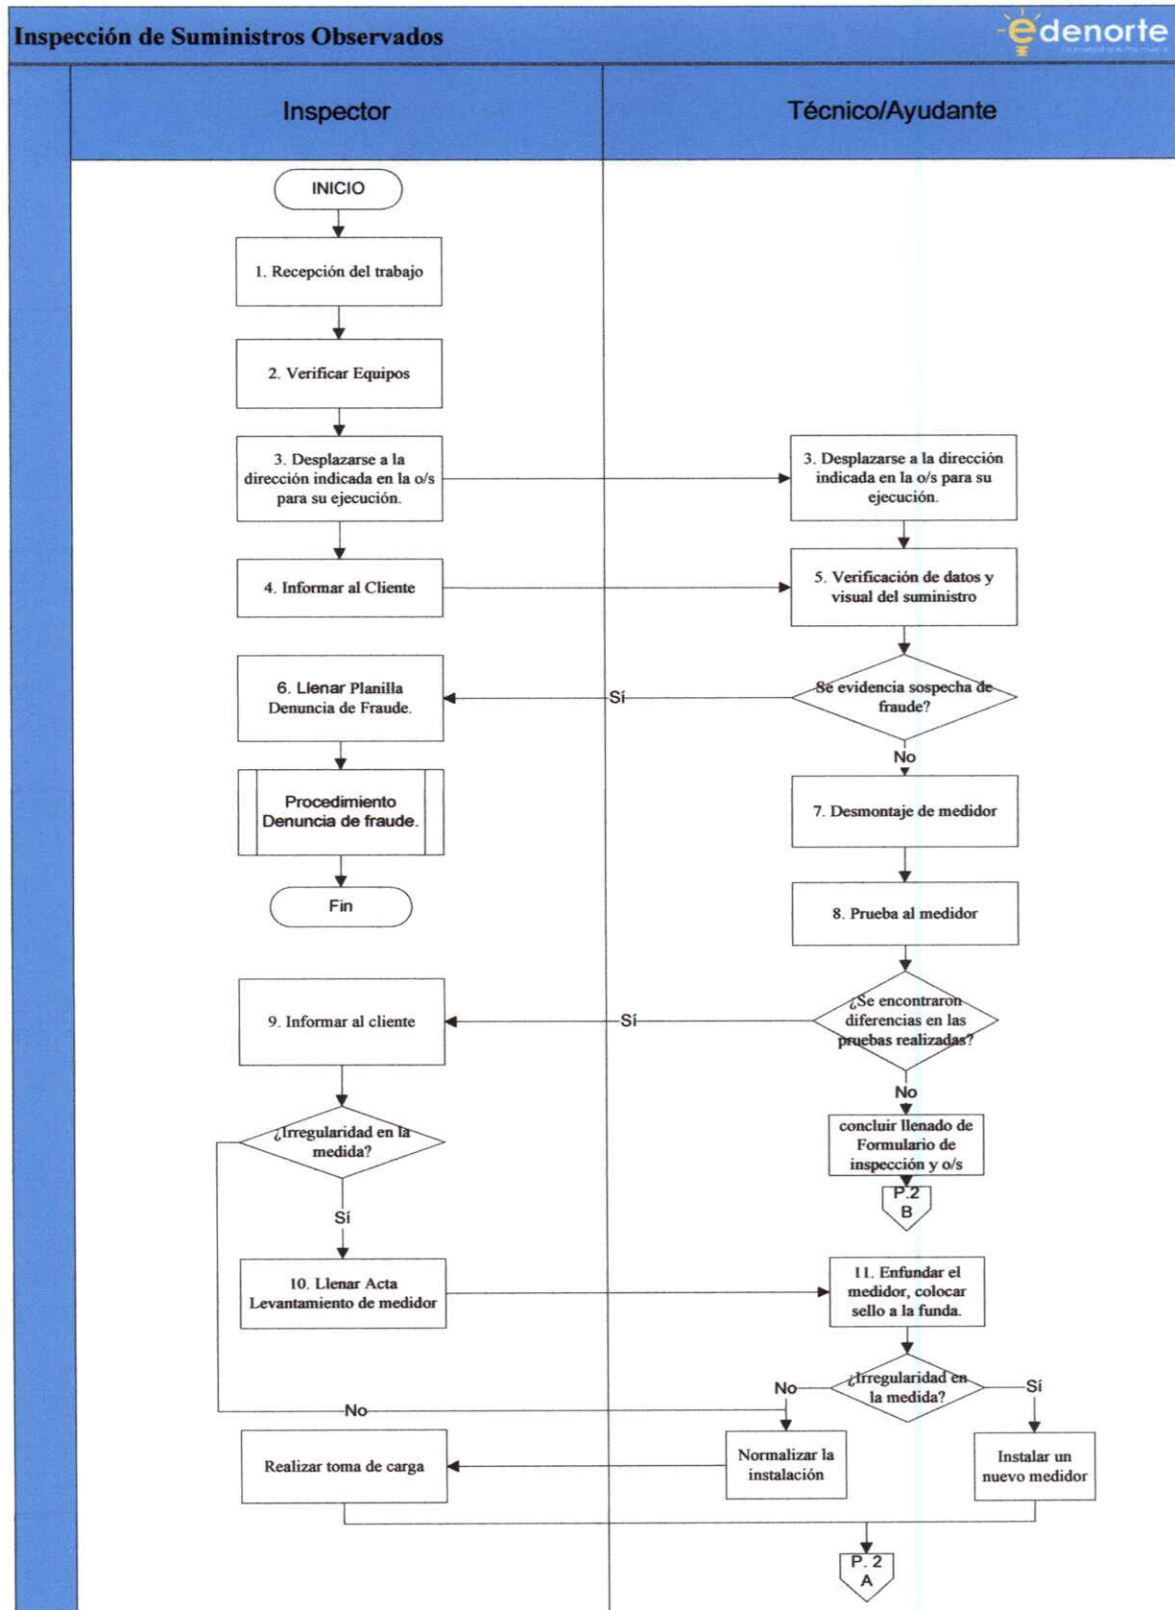 Inspección de Suministros Observados
edenorte
Inspector
Técnico/Ayudante
INICIO
1. Recepción del trabajo
2. Verificar Equipos
3. Desplazarse a la
dirección indicada en la o/s
para su ejecución.
3. Desplazarse a la dirección
indicada en la o/s para su
ejecución.
4. Informar al Cliente
5. Verificación de datos y
visual del suministro
6. Llenar Planilla
Denuncia de Fraude.
Sí
Se evidencia sospecha de
fraude?
No
Procedimiento
Denuncia de fraude.
7. Desmontaje de medidor
Fin
8. Prueba al medidor
9. Informar al cliente
Sí
¿Se encontraron
diferencias en las
pruebas realizadas?
No
¿Irregularidad en la
medida?
concluir llenado de
Formulario de
inspección y o/s
P.2
B
Sí
10. Llenar Acta
Levantamiento de medidor
11. Enfundar el
medidor, colocar
sello a la funda.
¿Irregularidad en
la medida?
No
Sí
No
Realizar toma de carga
Normalizar la
instalación
Instalar un
nuevo medidor
P. 2
A